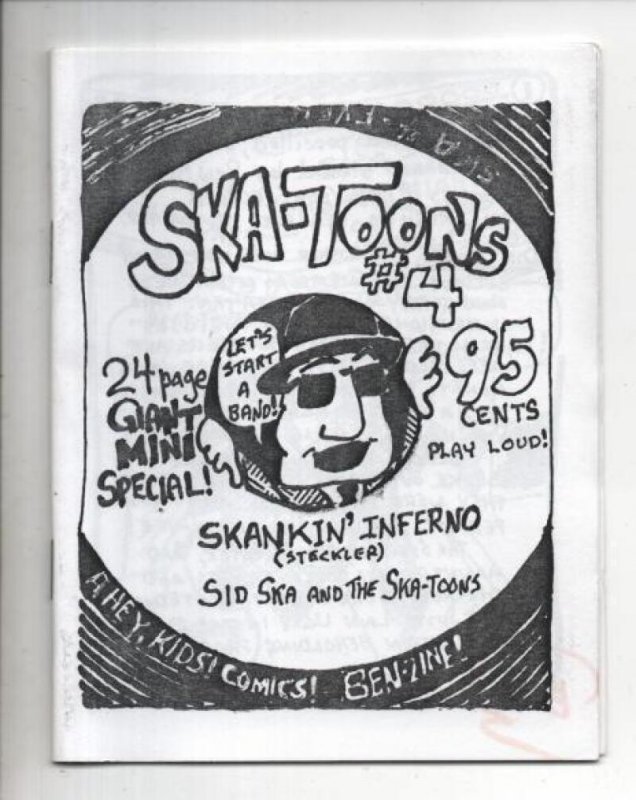 SKA-TOONS
#4
LET'S
START
A
BAND!
24 page
GIANT
MINI
SPECIAL!
95
CENTS
PLAY LOUD!
SKANKIN' INFERNO
(STECKLER)
SID SKA AND THE SKA-TOONS
A HEY, KIDS! COMICS! BEN-ZINE!